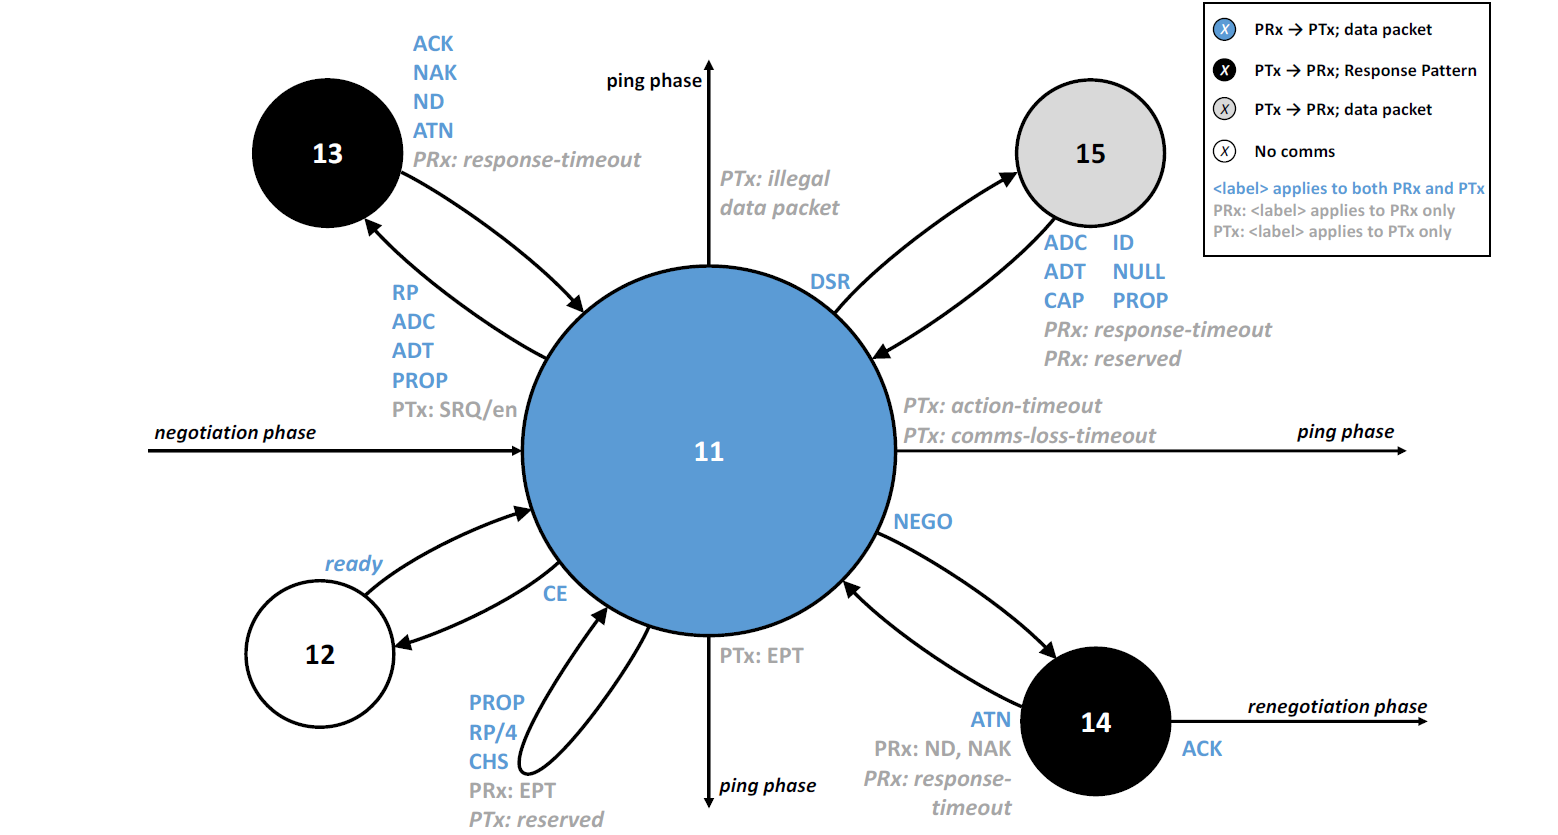 ACK
NAK
ND
ATN
PRx: response-timeout
13
ping phase
PTx: illegal
data packet
15
X PRx → PTx; data packet
X PTx → PRx; Response Pattern
X PTx → PRx; data packet
X No comms
<label> applies to both PRx and PTx
PRx: <label> applies to PRx only
PTx: <label> applies to PTx only
DSR
ADC ID
ADT NULL
CAP PROP
PRx: response-timeout
PRx: reserved
RP
ADC
ADT
PROP
PTx: SRQ/en
negotiation phase
11
PTx: action-timeout
PTx: comms-loss-timeout
ping phase
NEGO
ready
CE
12
PTx: EPT
PROP
RP/4
CHS
PRx: EPT
PTx: reserved
ping phase
ATN
PRx: ND, NAK
PRx: response-
timeout
14
renegotiation phase
ACK